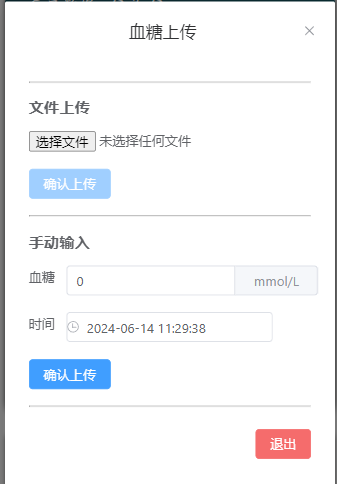 血糖上传
文件上传
选择文件 未选择任何文件
确认上传
手动输入
血糖 0 mmol/L
时间 2024-06-14 11:29:38
确认上传
退出